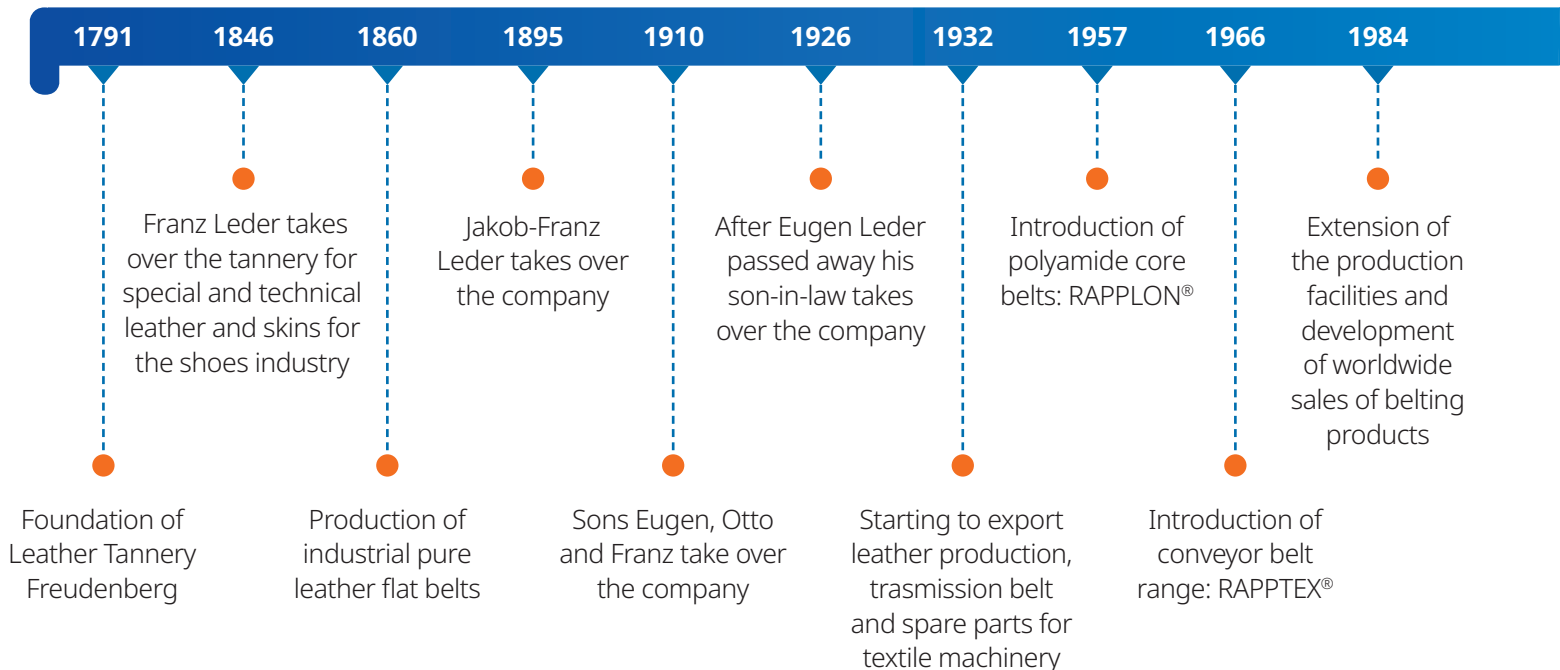 1791 1846 1860 1895 1910 1926 1932 1957 1966 1984
Franz Leder takes
over the tannery for
special and technical
leather and skins for
the shoes industry
Jakob-Franz
Leder takes over
the company
After Eugen Leder
passed away his
son-in-law takes
over the company
Introduction of
polyamide core
belts: RAPPLON®
Extension of
the production
facilities and
development
of worldwide
sales of belting
products
Foundation of
Leather Tannery
Freudenberg
Production of
industrial pure
leather flat belts
Sons Eugen, Otto
and Franz take over
the company
Starting to export
leather production,
trasmission belt
and spare parts for
textile machinery
Introduction of
conveyor belt
range: RAPPTEX®